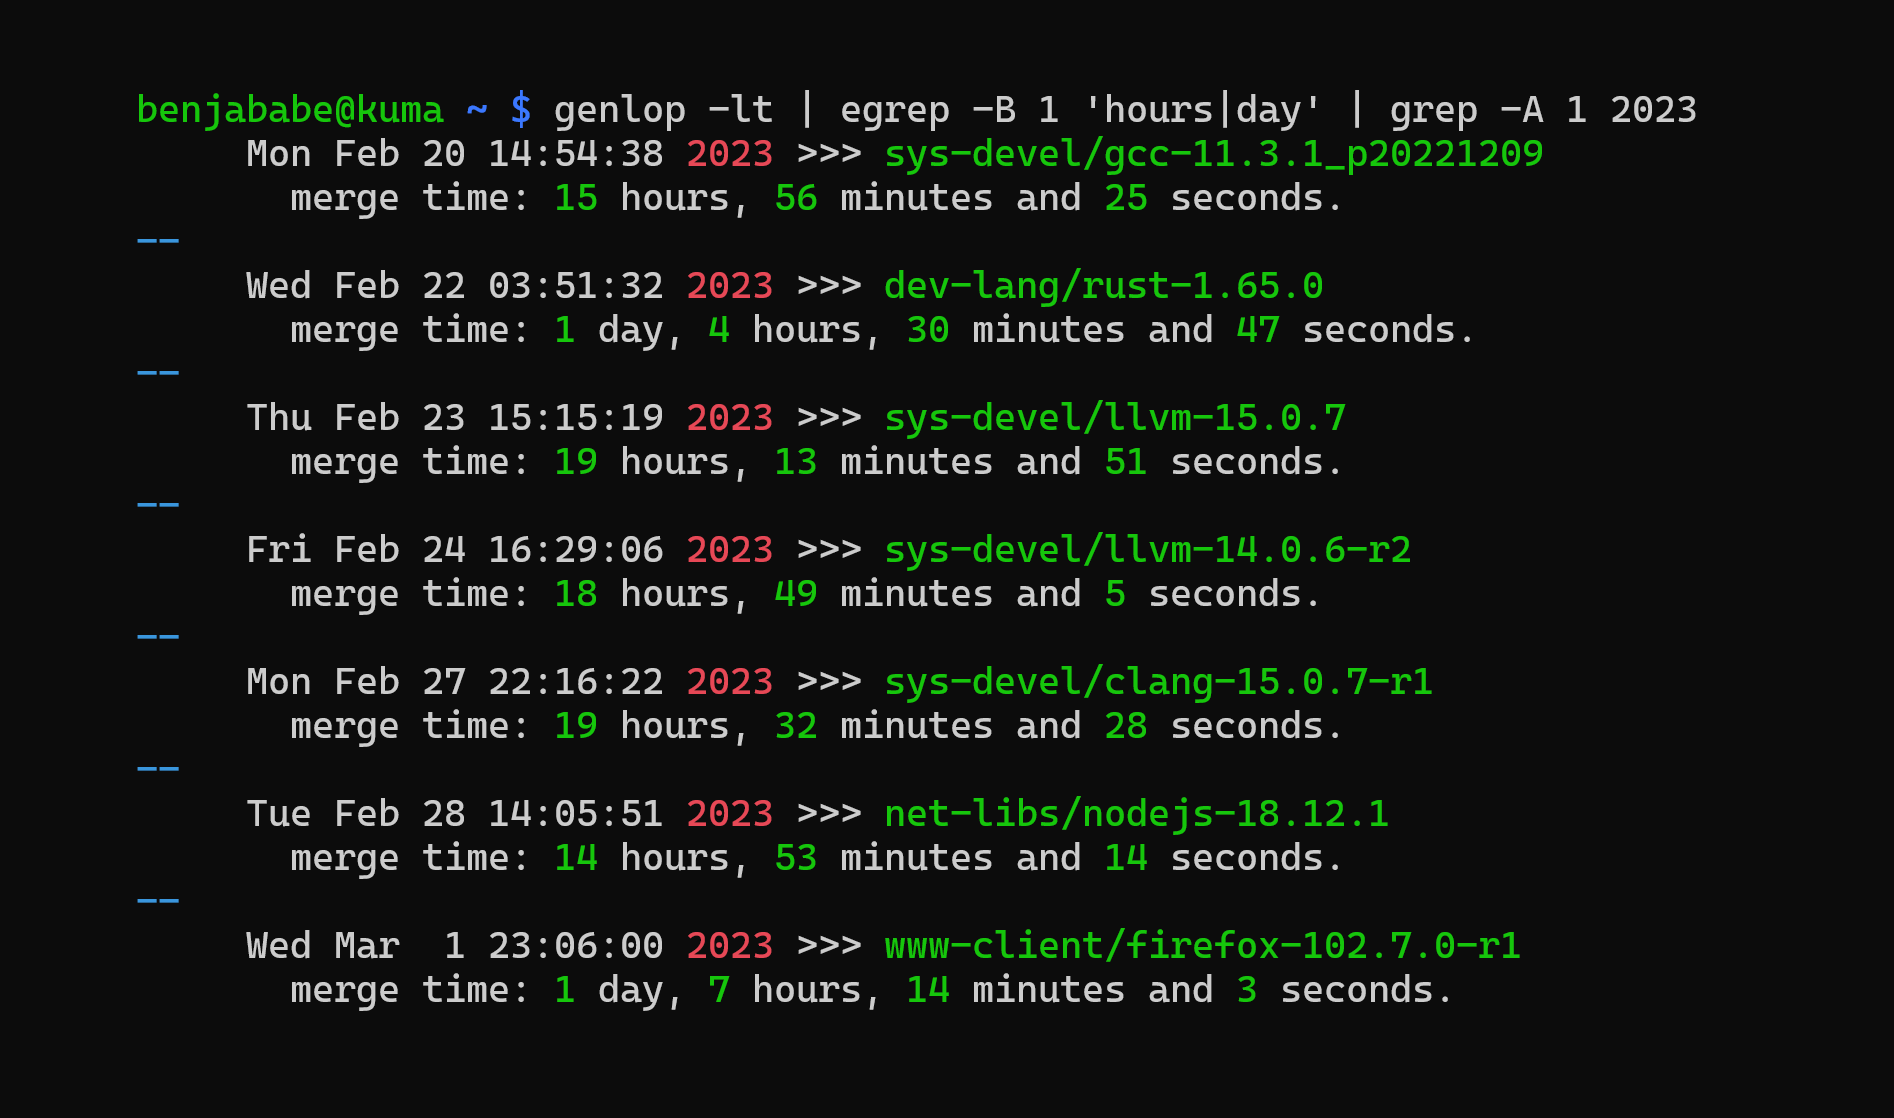 benjababe@kuma ~ $ genlop -lt | egrep -B 1 'hours|day' | grep -A 1 2023
     Mon Feb 20 14:54:38 2023 >>> sys-devel/gcc-11.3.1_p20221209
       merge time: 15 hours, 56 minutes and 25 seconds.
--
     Wed Feb 22 03:51:32 2023 >>> dev-lang/rust-1.65.0
       merge time: 1 day, 4 hours, 30 minutes and 47 seconds.
--
     Thu Feb 23 15:15:19 2023 >>> sys-devel/llvm-15.0.7
       merge time: 19 hours, 13 minutes and 51 seconds.
--
     Fri Feb 24 16:29:06 2023 >>> sys-devel/llvm-14.0.6-r2
       merge time: 18 hours, 49 minutes and 5 seconds.
--
     Mon Feb 27 22:16:22 2023 >>> sys-devel/clang-15.0.7-r1
       merge time: 19 hours, 32 minutes and 28 seconds.
--
     Tue Feb 28 14:05:51 2023 >>> net-libs/nodejs-18.12.1
       merge time: 14 hours, 53 minutes and 14 seconds.
--
     Wed Mar  1 23:06:00 2023 >>> www-client/firefox-102.7.0-r1
       merge time: 1 day, 7 hours, 14 minutes and 3 seconds.